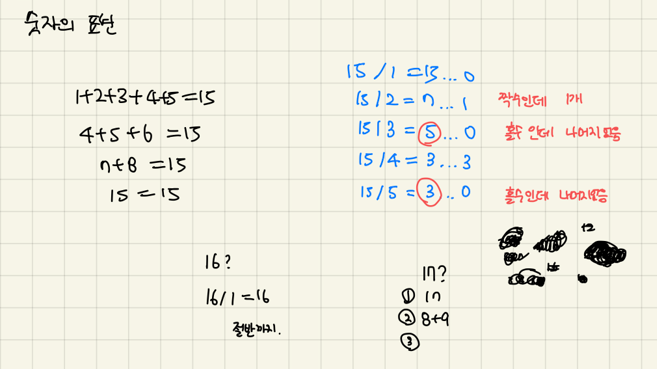 숫자의 표현
1+2+3+4+5=15
4+5+6 =15
7+8 =15
15 =15
15/1 =15...0
15/2 = 7...1 짝수인데 1개
15/3 = 5...0 홀수인데 나머지 없음
15/4 = 3...3
15/5 = 3..0 홀수인데 나머지 없음
+2
16?
16/1 =16
절반까지.
17?
① 17
② 8+9
③